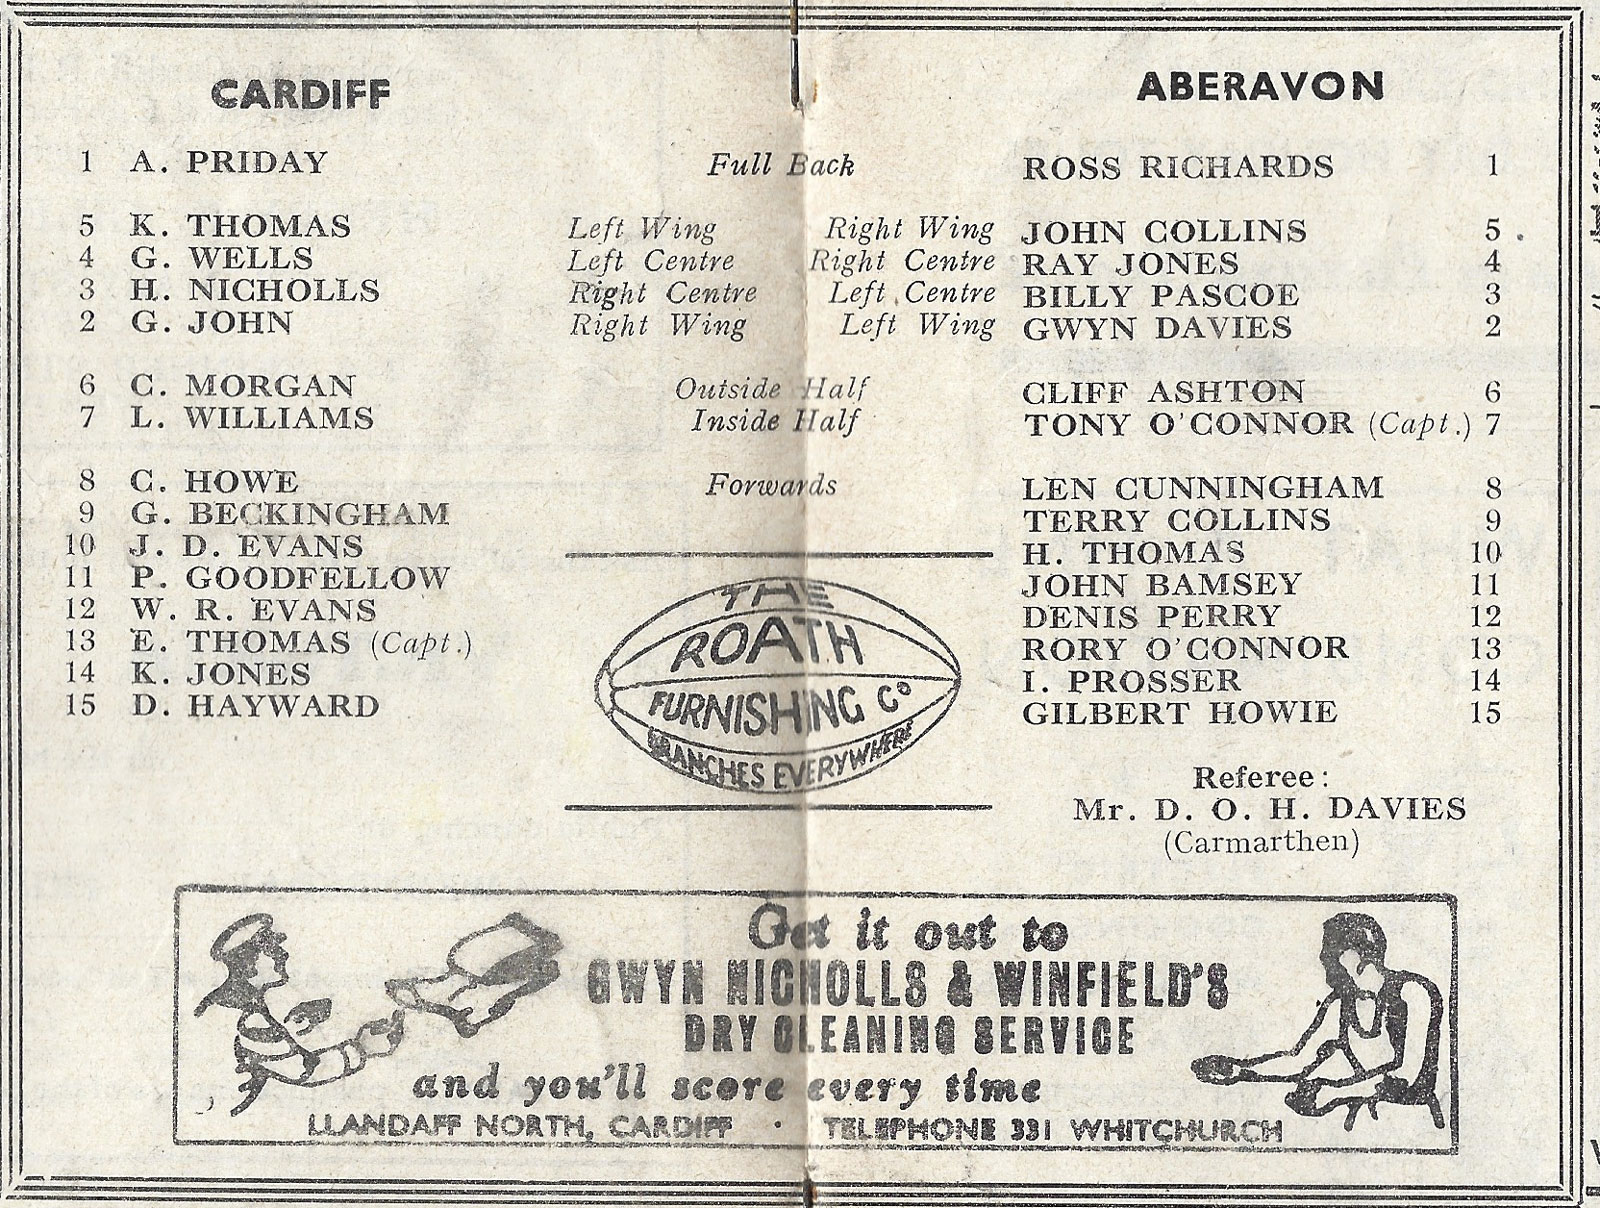 CARDIFF
ABERAVON
1 A. PRIDAY Full Back ROSS RICHARDS 1
5 K. THOMAS Left Wing Right Wing JOHN COLLINS 5
4 G. WELLS Left Centre Right Centre RAY JONES 4
3 H. NICHOLLS Right Centre Left Centre BILLY PASCOE 3
2 G. JOHN Right Wing Left Wing GWYN DAVIES 2
6 C. MORGAN Outside Half CLIFF ASHTON 6
7 L. WILLIAMS Inside Half TONY O'CONNOR (Capt.) 7
8 C. HOWE Forwards LEN CUNNINGHAM 8
9 G. BECKINGHAM TERRY COLLINS 9
10 J. D. EVANS H. THOMAS 10
11 P. GOODFELLOW JOHN BAMSEY 11
12 W. R. EVANS DENIS PERRY 12
13 E. THOMAS (Capt.) RORY O'CONNOR 13
14 K. JONES I. PROSSER 14
15 D. HAYWARD GILBERT HOWIE 15
THE
ROATH
FURNISHING Co
BRANCHES EVERYWHERE
Referee:
Mr. D. O. H. DAVIES
(Carmarthen)
Get it out to
GWYN NICHOLLS & WINFIELD'S
DRY CLEANING SERVICE
and you'll score every time
LLANDAFF NORTH, CARDIFF · TELEPHONE 331 WHITCHURCH